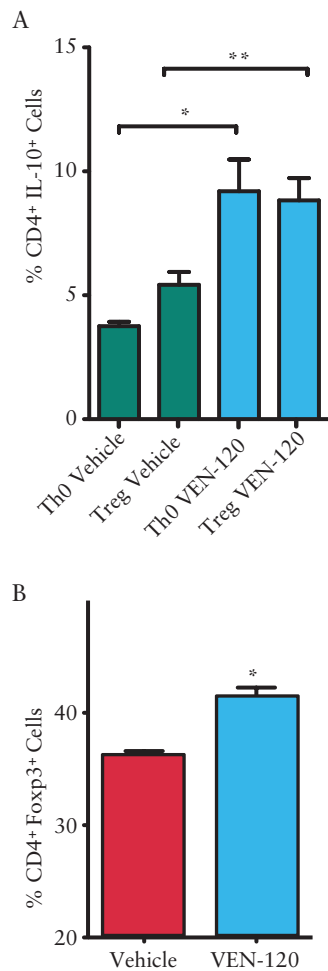 A
15
**
*
10
5
0
% CD4⁺ IL-10⁺ Cells
Th0 Vehicle
Treg Vehicle
Th0 VEN-120
Treg VEN-120
B
*
40
30
20
% CD4⁺ Foxp3⁺ Cells
Vehicle
VEN-120